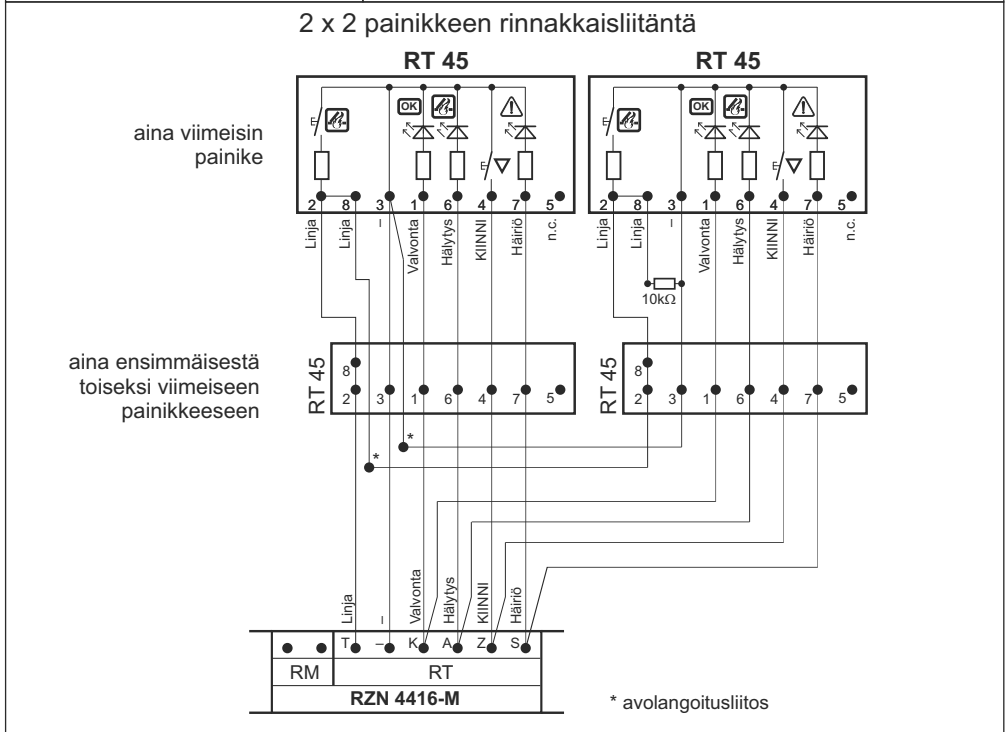 2 x 2 painikkeen rinnakkaisliitäntä
RT 45 RT 45
OK OK
aina viimeisin
painike
2 8 3 1 6 4 7 5 2 8 3 1 6 4 7 5
Linja Linja – Valvonta Hälytys KIINNI Häiriö n.c. Linja Linja – Valvonta Hälytys KIINNI Häiriö n.c.
10kΩ
aina ensimmäisestä
toiseksi viimeiseen
painikkeeseen
RT 45 RT 45
8 8
2 3 1 6 4 7 5 2 3 1 6 4 7 5
*
*
Linja – Valvonta Hälytys KIINNI Häiriö
T – K A Z S
RM RT
RZN 4416-M
* avolangoitusliitos